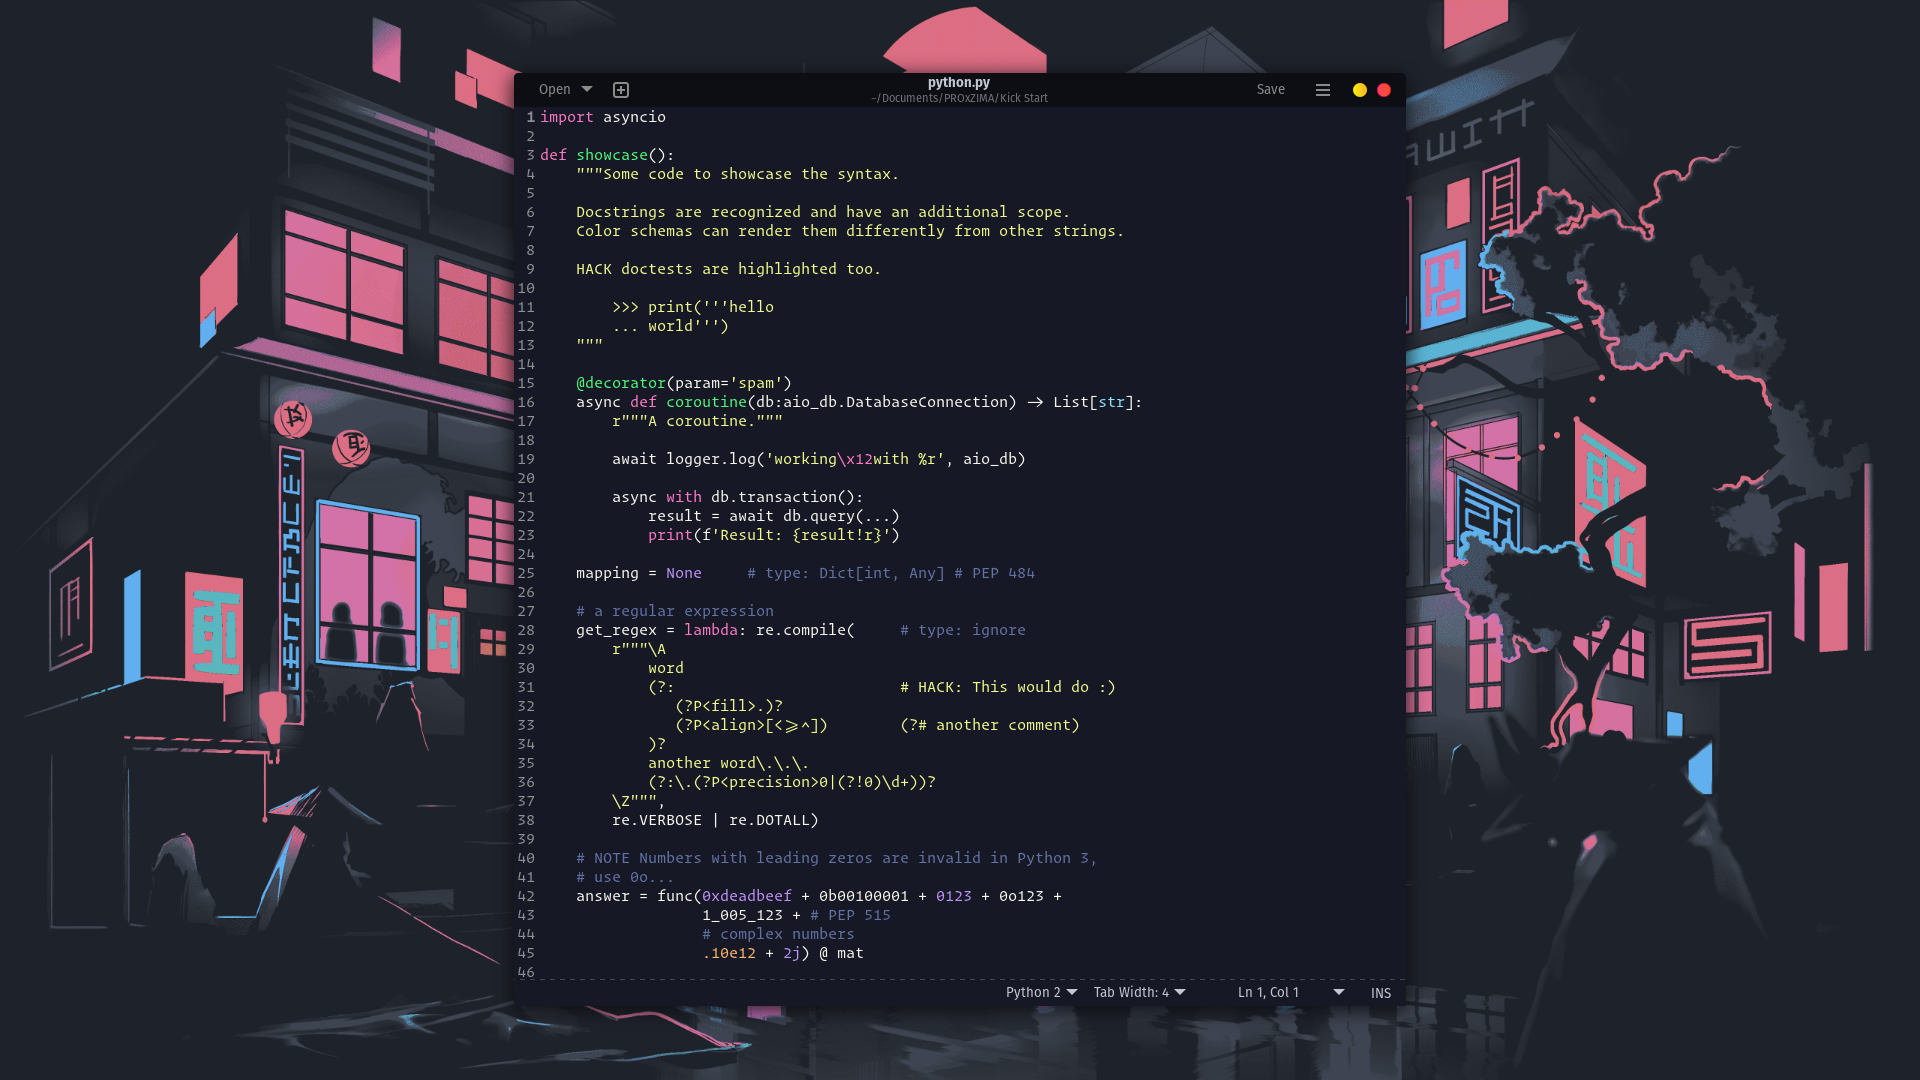 Open
python.py
Save
~/Documents/PROxZIMA/Kick Start
1 import asyncio
2
3 def showcase():
4     """Some code to showcase the syntax.
5
6     Docstrings are recognized and have an additional scope.
7     Color schemas can render them differently from other strings.
8
9     HACK doctests are highlighted too.
10
11         >>> print('''hello
12         ... world''')
13     """
14
15     @decorator(param='spam')
16     async def coroutine(db:aio_db.DatabaseConnection) -> List[str]:
17         r"""A coroutine."""
18
19         await logger.log('working\x12with %r', aio_db)
20
21         async with db.transaction():
22             result = await db.query(...)
23             print(f'Result: {result!r}')
24
25     mapping = None     # type: Dict[int, Any] # PEP 484
26
27     # a regular expression
28     get_regex = lambda: re.compile(     # type: ignore
29         r"""\A
30             word
31             (?:                         # HACK: This would do :)
32                (?P<fill>.)?
33                (?P<align>[<>=^])        (?# another comment)
34             )?
35             another word\.\.\.
36             (?:\.(?P<precision>0|(?!0)\d+))?
37         \Z""",
38         re.VERBOSE | re.DOTALL)
39
40     # NOTE Numbers with leading zeros are invalid in Python 3,
41     # use 0o...
42     answer = func(0xdeadbeef + 0b00100001 + 0123 + 0o123 +
43                   1_005_123 + # PEP 515
44                   # complex numbers
45                   .10e12 + 2j) @ mat
46
Python 2 Tab Width: 4 Ln 1, Col 1 INS